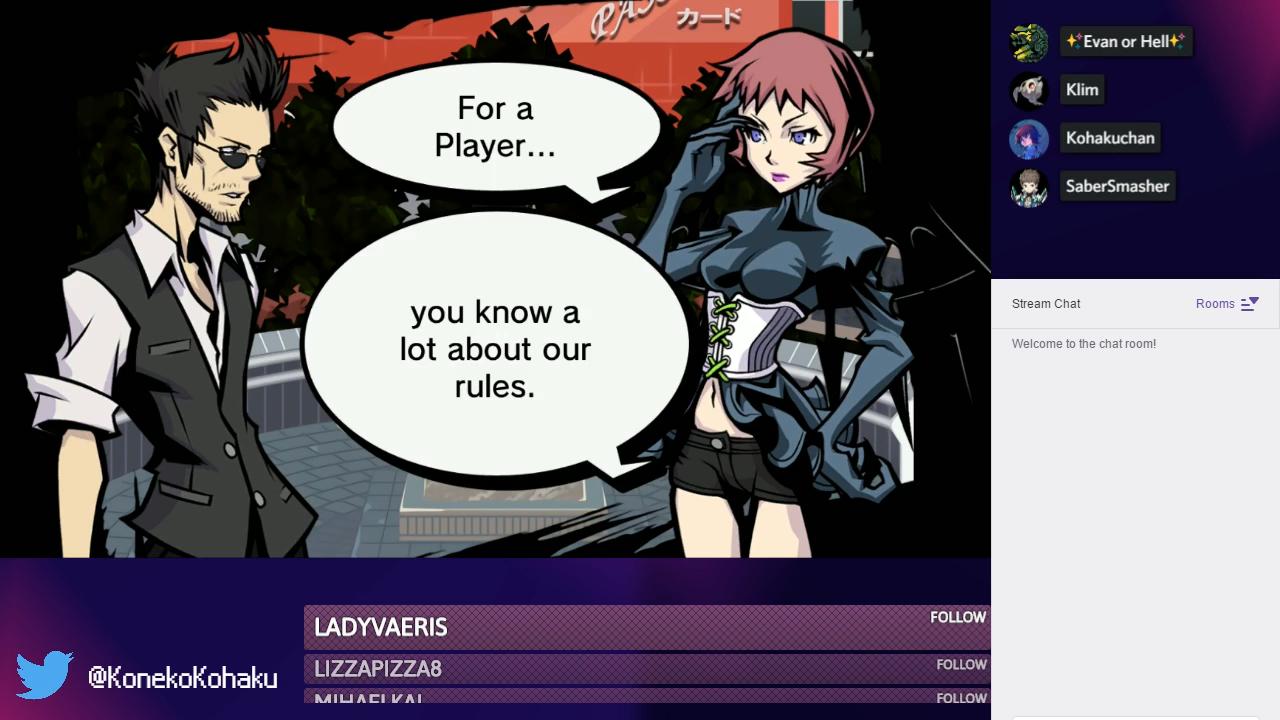 カード
For a
Player...
you know a
lot about our
rules.
✨Evan or Hell✨
Klim
Kohakuchan
SaberSmasher
Stream Chat
Rooms
Welcome to the chat room!
LADYVAERIS
FOLLOW
LIZZAPIZZA8
FOLLOW
FOLLOW
@KonekoKohaku